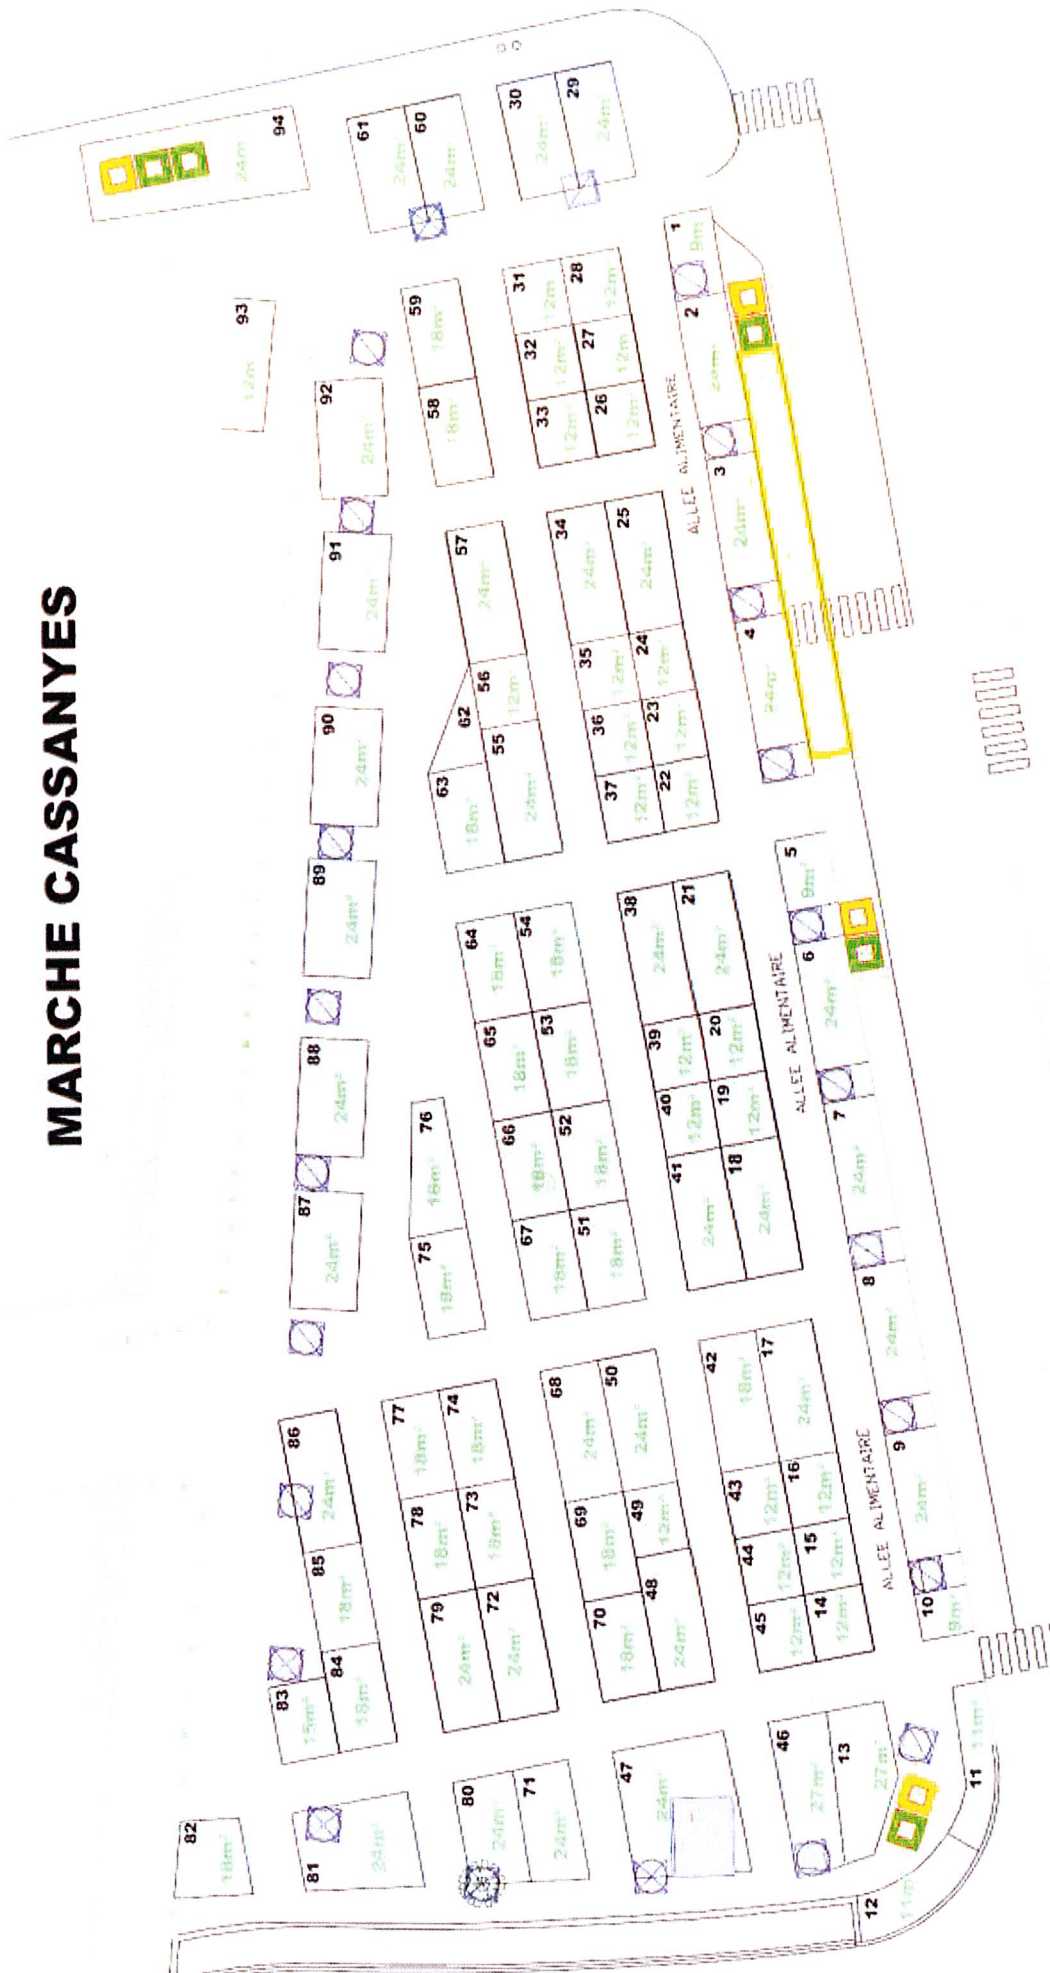 MARCHE CASSANYES
94
24m²
61
24m²
60
24m²
30
24m²
29
24m²
93
12m
92
24m²
59
18m²
58
18m²
31
12m²
28
12m²
32
12m²
27
12m
33
12m²
26
12m²
1
9m²
2
ALLEE ALIMENTAIRE
3
24m²
4
24m²
91
24m²
57
24m²
56
12m²
62
55
24m²
63
18m²
34
24m²
25
24m²
35
12m²
24
12m²
36
12m²
23
12m²
37
12m²
22
12m²
90
24m²
89
24m²
64
18m²
54
18m²
65
18m²
53
18m²
66
18m²
52
18m²
67
18m²
51
18m²
38
24m²
21
24m²
39
12m²
20
12m²
40
12m²
19
12m²
41
24m²
18
24m²
5
9m²
6
24m²
ALLEE ALIMENTAIRE
7
24m²
8
24m²
88
24m²
87
24m²
76
75
18m²
86
24m²
85
18m²
84
18m²
83
15m²
77
18m²
74
18m²
78
18m²
73
18m²
79
24m²
72
24m²
68
24m²
50
24m²
69
18m²
49
12m²
70
18m²
48
24m²
42
18m²
17
24m²
43
12m²
16
12m²
44
12m²
15
12m²
45
12m²
14
12m²
ALLEE ALIMENTAIRE
9
24m²
10
9m²
82
18m²
81
24m²
80
24m²
71
24m²
47
24m²
46
27m²
13
27m²
11
11m²
12
11m²